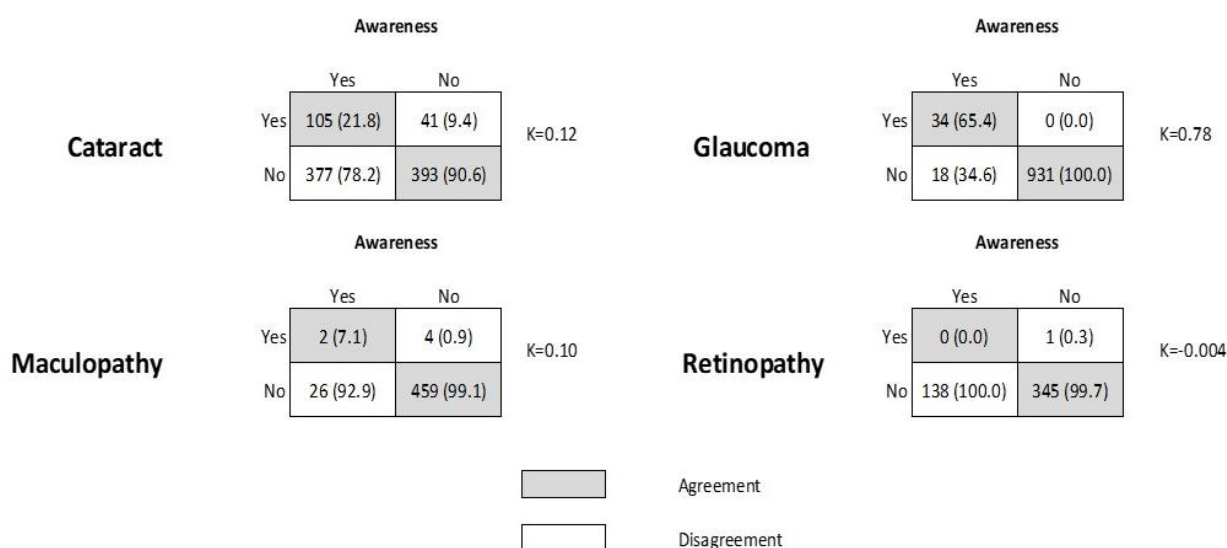 Awareness
Yes No
Cataract
Yes 105 (21.8) 41 (9.4)
No 377 (78.2) 393 (90.6)
K=0.12
Awareness
Yes No
Glaucoma
Yes 34 (65.4) 0 (0.0)
No 18 (34.6) 931 (100.0)
K=0.78
Awareness
Yes No
Maculopathy
Yes 2 (7.1) 4 (0.9)
No 26 (92.9) 459 (99.1)
K=0.10
Awareness
Yes No
Retinopathy
Yes 0 (0.0) 1 (0.3)
No 138 (100.0) 345 (99.7)
K=-0.004
Agreement
Disagreement